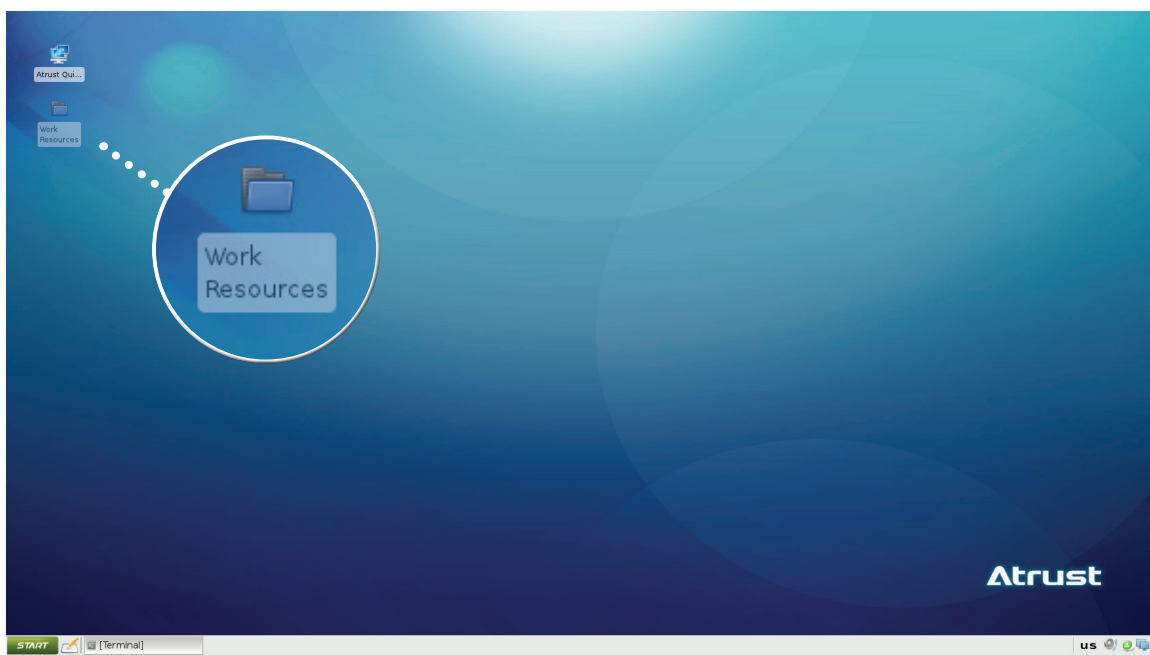 Atrust Qui...
Work
Resources
Work
Resources
Atrust
START
[Terminal]
us